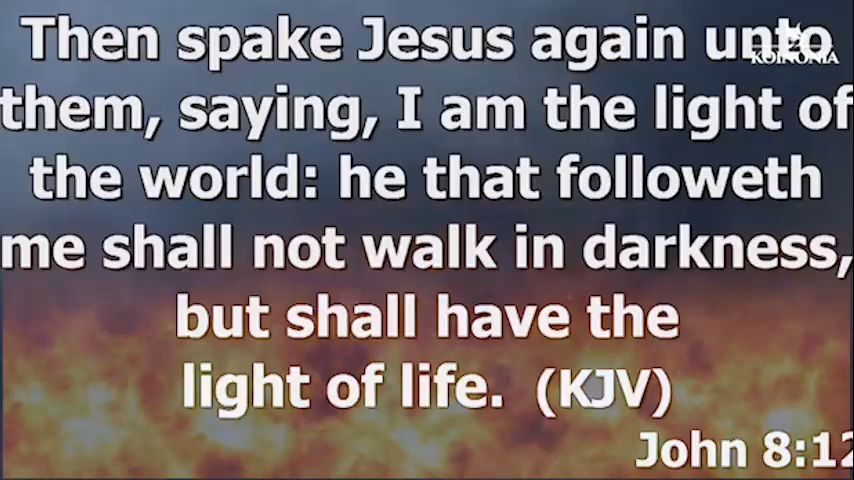 Then spake Jesus again unto
KOINONIA
them, saying, I am the light of
the world: he that followeth
me shall not walk in darkness,
but shall have the
light of life. (KJV)
John 8:12